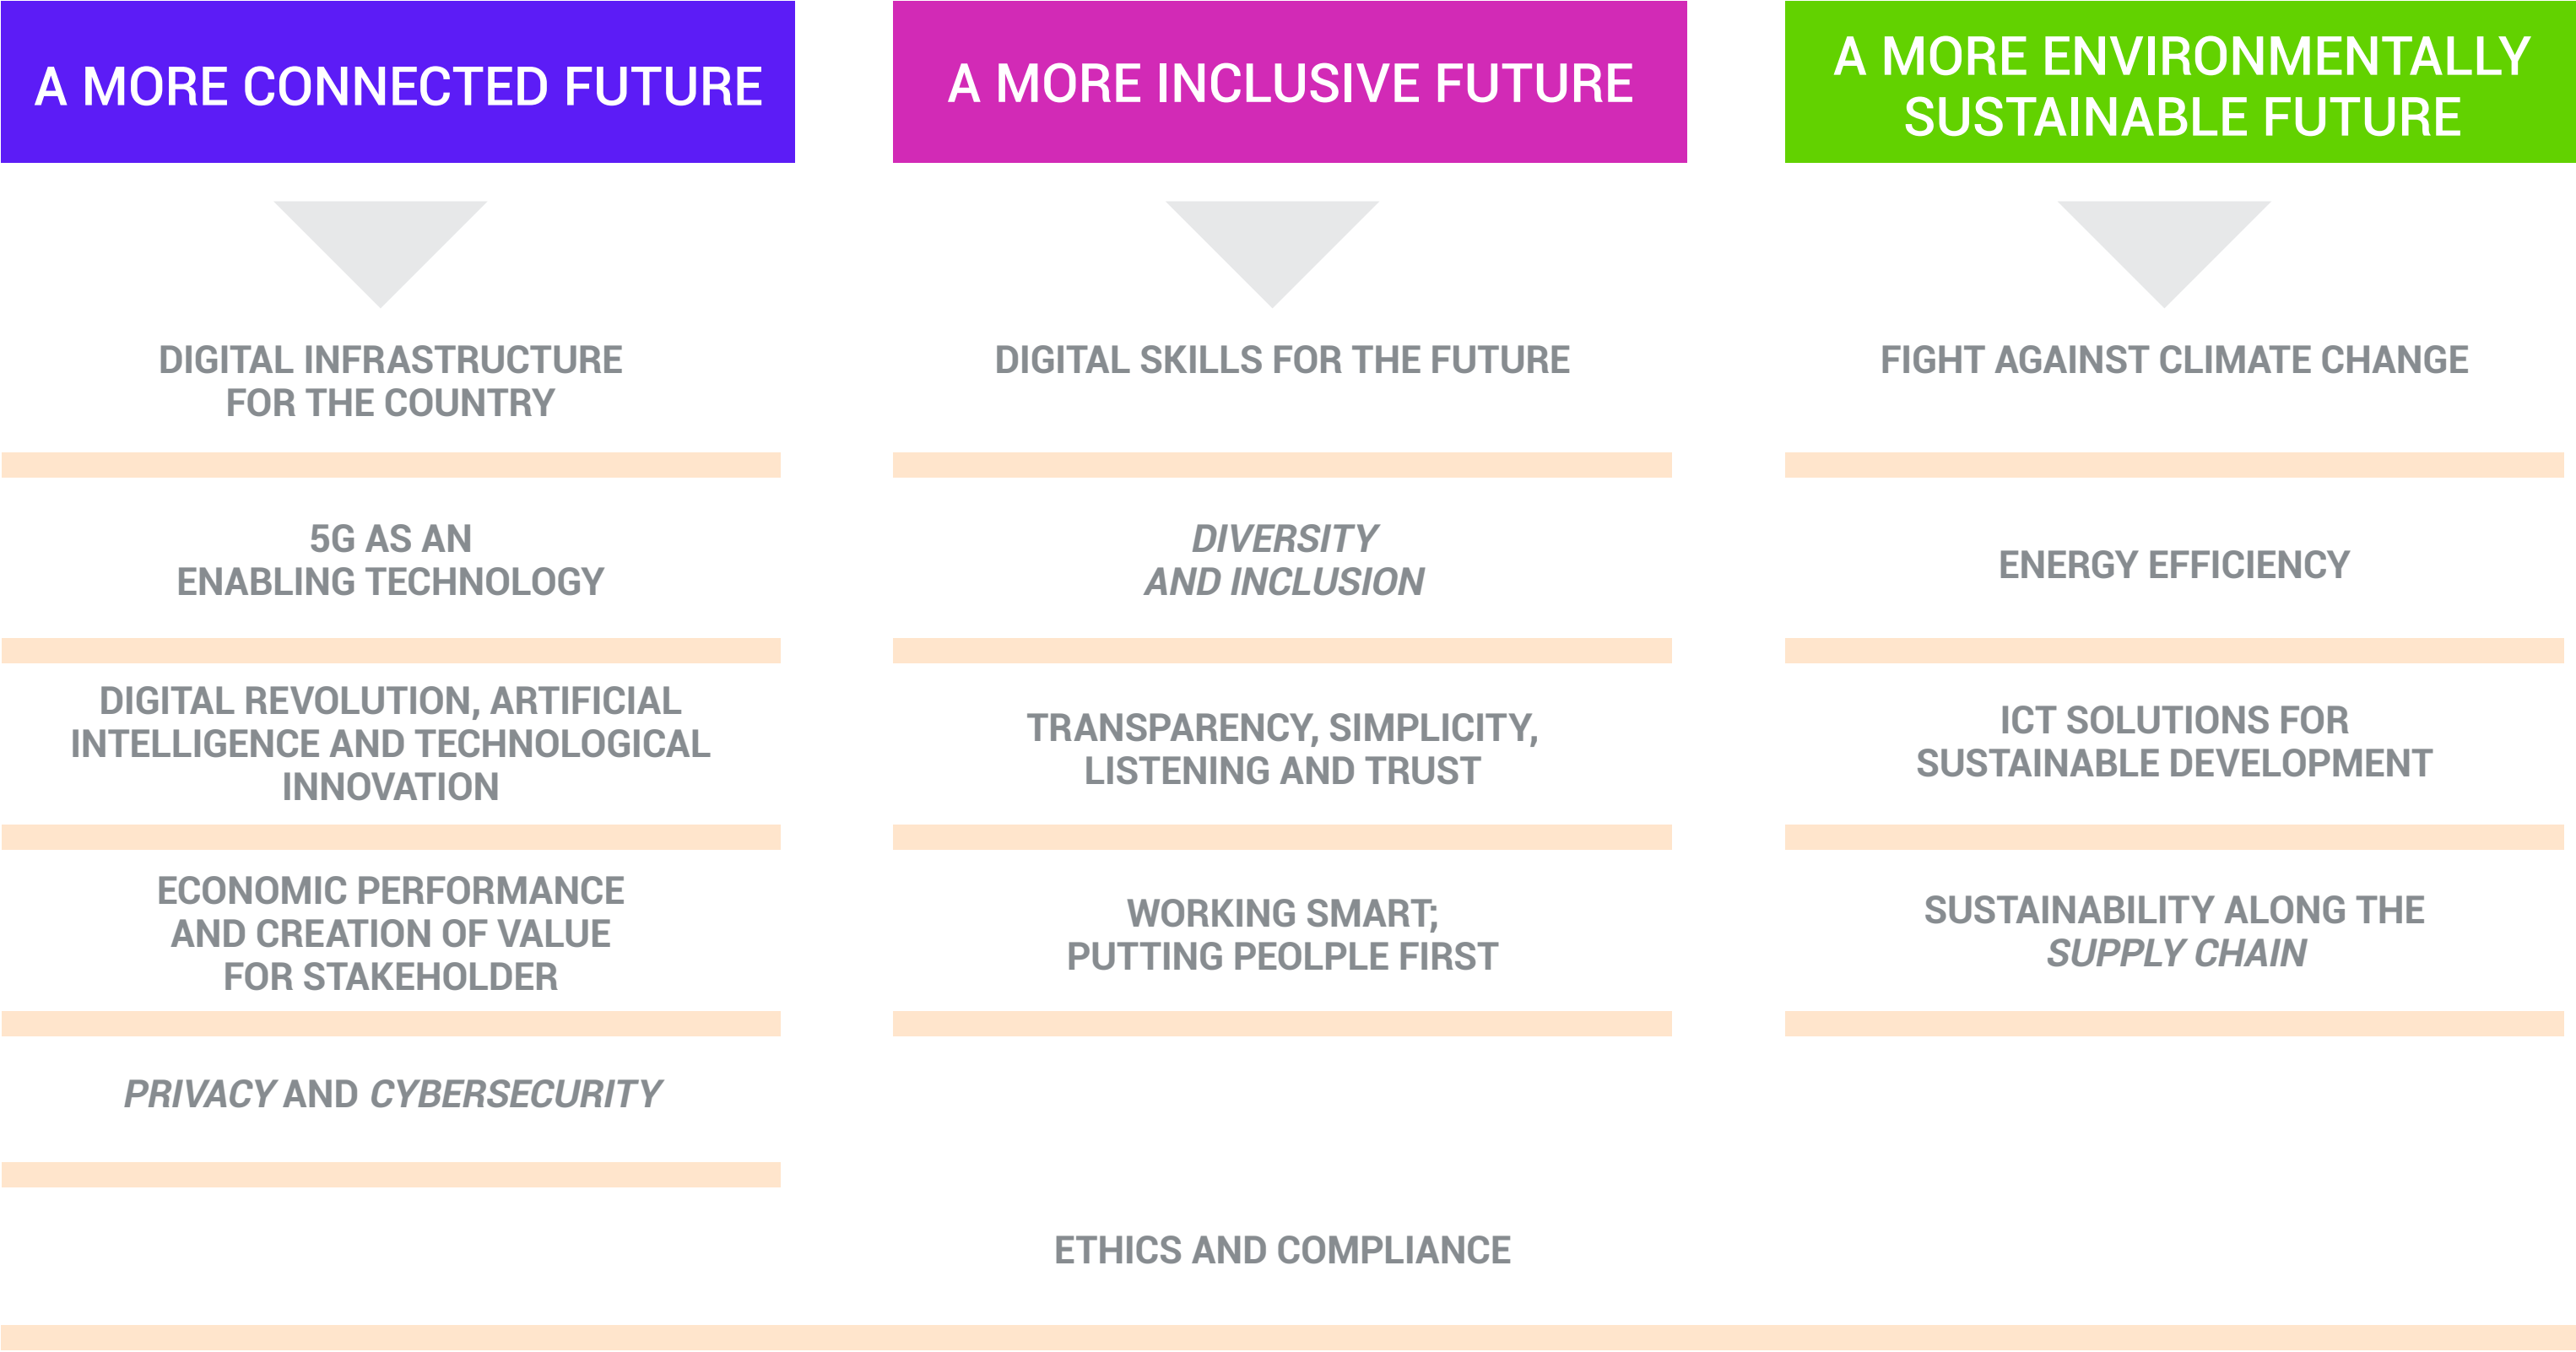 A MORE CONNECTED FUTURE
DIGITAL INFRASTRUCTURE
FOR THE COUNTRY
5G AS AN
ENABLING TECHNOLOGY
DIGITAL REVOLUTION, ARTIFICIAL
INTELLIGENCE AND TECHNOLOGICAL
INNOVATION
ECONOMIC PERFORMANCE
AND CREATION OF VALUE
FOR STAKEHOLDER
PRIVACY AND CYBERSECURITY
A MORE INCLUSIVE FUTURE
DIGITAL SKILLS FOR THE FUTURE
DIVERSITY
AND INCLUSION
TRANSPARENCY, SIMPLICITY,
LISTENING AND TRUST
WORKING SMART;
PUTTING PEOLPLE FIRST
A MORE ENVIRONMENTALLY
SUSTAINABLE FUTURE
FIGHT AGAINST CLIMATE CHANGE
ENERGY EFFICIENCY
ICT SOLUTIONS FOR
SUSTAINABLE DEVELOPMENT
SUSTAINABILITY ALONG THE
SUPPLY CHAIN
ETHICS AND COMPLIANCE